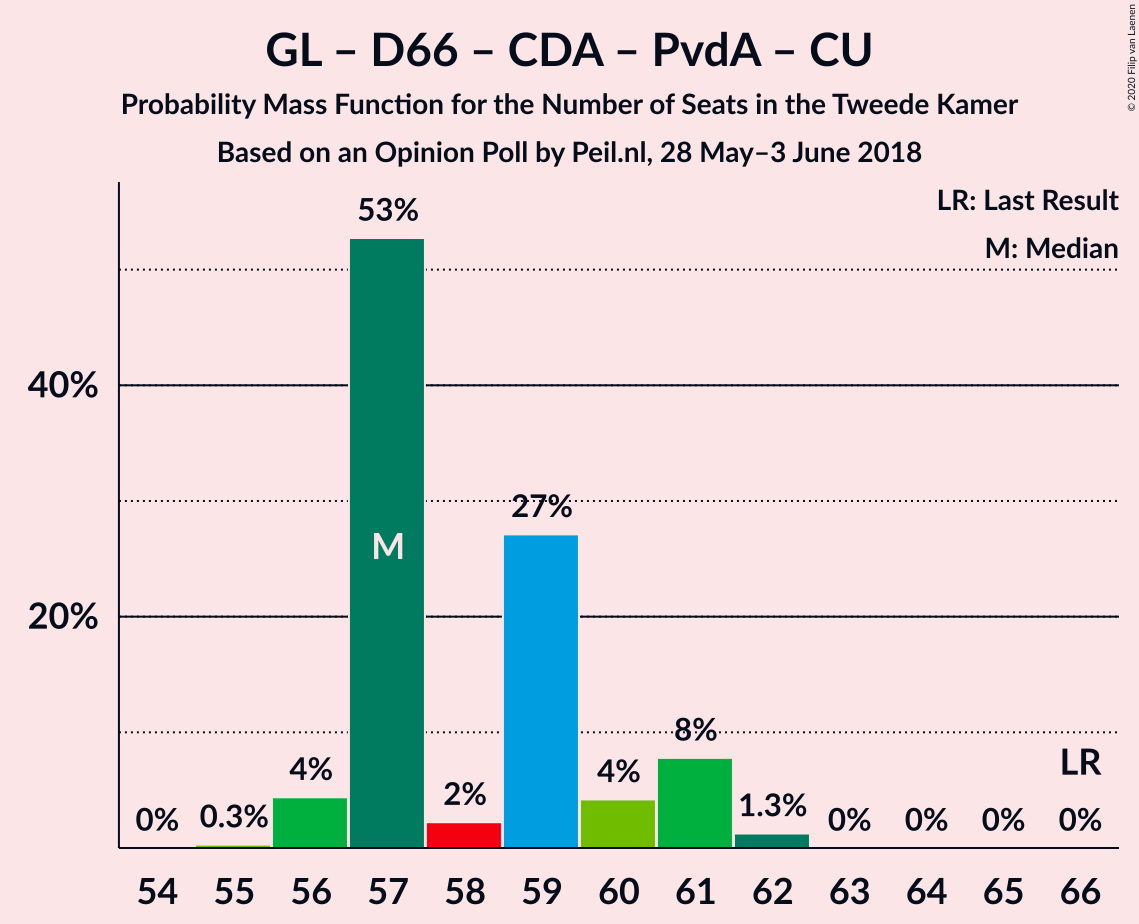 GL – D66 – CDA – PvdA – CU
Probability Mass Function for the Number of Seats in the Tweede Kamer
Based on an Opinion Poll by Peil.nl, 28 May–3 June 2018
© 2020 Filip van Laenen
LR: Last Result
M: Median
40%
20%
0%
0.3%
4%
53%
M
2%
27%
4%
8%
1.3%
0%
0%
0%
LR
0%
54 55 56 57 58 59 60 61 62 63 64 65 66